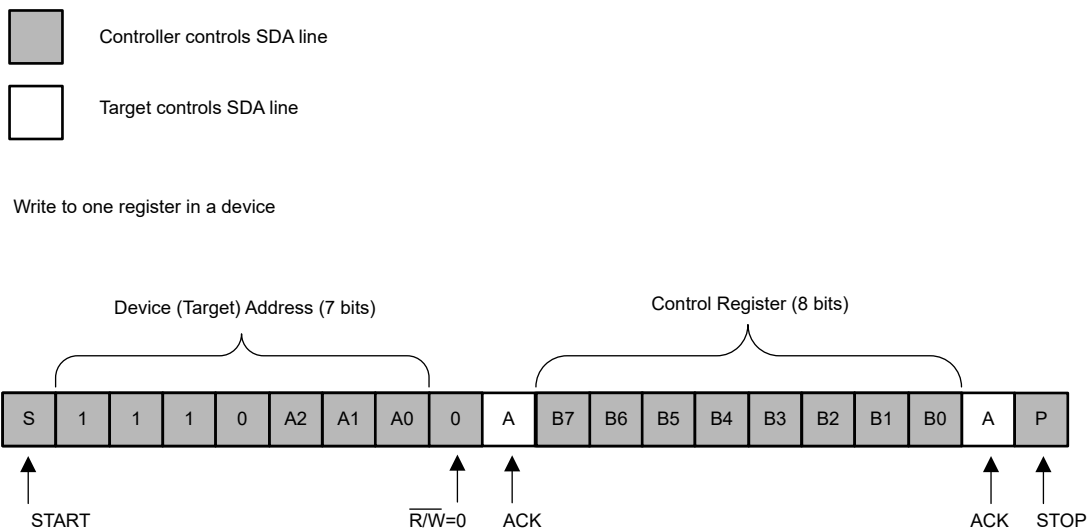 Controller controls SDA line
Target controls SDA line
Write to one register in a device
Device (Target) Address (7 bits)
Control Register (8 bits)
S 1 1 1 0 A2 A1 A0 0 A B7 B6 B5 B4 B3 B2 B1 B0 A P
START R/W=0 ACK ACK STOP